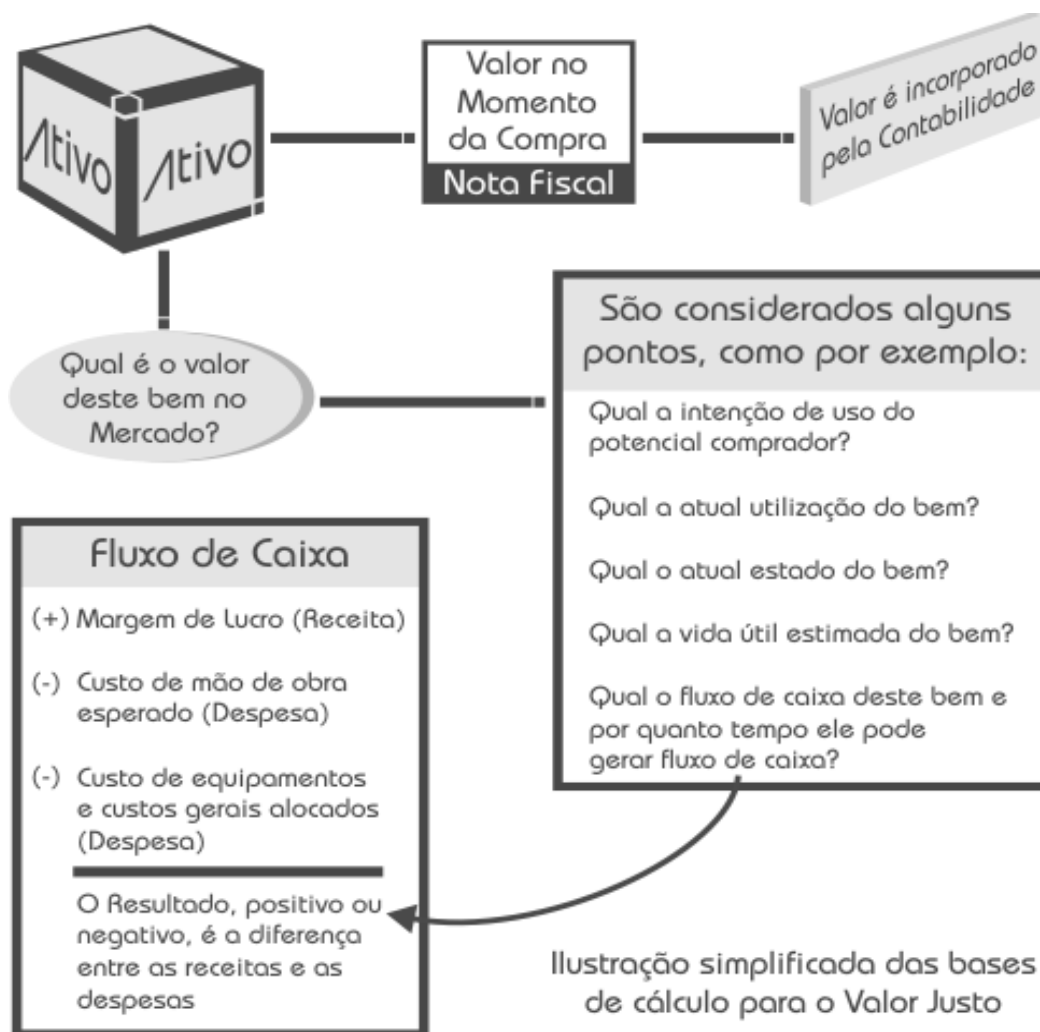 Ativo
Ativo
Valor no
Momento
da Compra
Nota Fiscal
Valor é incorporado
pela Contabilidade
Qual é o valor
deste bem no
Mercado?
São considerados alguns
pontos, como por exemplo:
Qual a intenção de uso do
potencial comprador?
Qual a atual utilização do bem?
Qual o atual estado do bem?
Qual a vida útil estimada do bem?
Qual o fluxo de caixa deste bem e
por quanto tempo ele pode
gerar fluxo de caixa?
Fluxo de Caixa
(+) Margem de Lucro (Receita)
(-) Custo de mão de obra
esperado (Despesa)
(-) Custo de equipamentos
e custos gerais alocados
(Despesa)
O Resultado, positivo ou
negativo, é a diferença
entre as receitas e as
despesas
Ilustração simplificada das bases
de cálculo para o Valor Justo